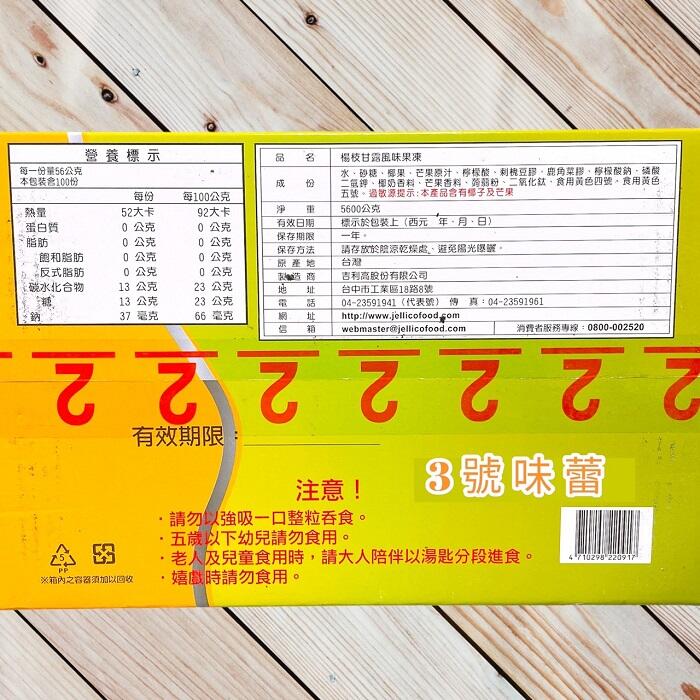 營養標示
每一份量56公克
本包裝含100份
每份 每100公克
熱量 52大卡 92大卡
蛋白質 0 公克 0 公克
脂肪 0 公克 0 公克
飽和脂肪 0 公克 0 公克
反式脂肪 0 公克 0 公克
碳水化合物 13 公克 23 公克
糖 13 公克 23 公克
鈉 37 毫克 66 毫克
品名 楊枝甘露風味果凍
成份 水、砂糖、椰果、芒果原汁、檸檬酸、刺槐豆膠、鹿角菜膠、檸檬酸鈉、磷酸
二氫鉀、椰奶香料、芒果香料、蒟蒻粉、二氧化鈦、食用黃色四號、食用黃色
五號。過敏源提示:本產品含有椰子及芒果
淨重 5600公克
有效日期 標示於包裝上（西元 年、月、日）
保存期限 一年。
保存方法 請存放於陰涼乾燥處、避免陽光曝曬。
原產地 台灣
製造商 吉利高股份有限公司
地址 台中市工業區18路8號
電話 04-23591941（代表號）傳 真：04-23591961
網址 http://www.jellicofood.com
信箱 webmaster@jellicofood.com 消費者服務專線：0800-002520
2 2 2 2 2 2 2
有效期限：
3號味蕾
注意！
・請勿以強吸一口整粒吞食。
・五歲以下幼兒請勿食用。
・老人及兒童食用時，請大人陪伴以湯匙分段進食。
・嬉戲時請勿食用。
5
PP
※箱內之容器須加以回收
4 710298 220917